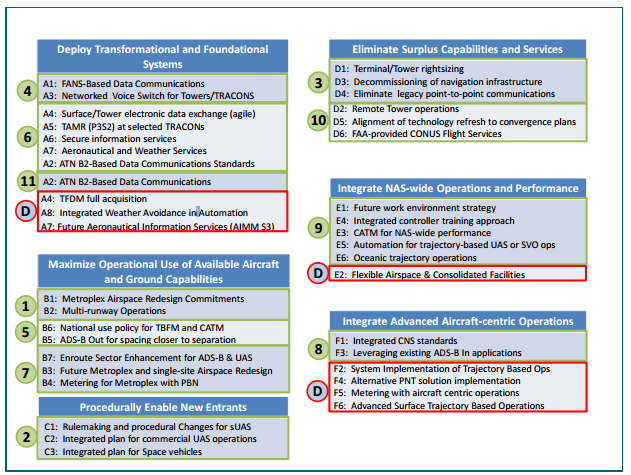 Deploy Transformational and Foundational
Systems
4
A1: FANS-Based Data Communications
A3: Networked Voice Switch for Towers/TRACONS
6
A4: Surface/Tower electronic data exchange (agile)
A5: TAMR (P3S2) at selected TRACONs
A6: Secure information services
A7: Aeronautical and Weather Services
A2: ATN B2-Based Data Communications Standards
11
A2: ATN B2-Based Data Communications
D
A4: TFDM full acquisition
A8: Integrated Weather Avoidance in Automation
A7: Future Aeronautical Information Services (AIMM S3)
Maximize Operational Use of Available Aircraft
and Ground Capabilities
1
B1: Metroplex Airspace Redesign Commitments
B2: Multi-runway Operations
5
B6: National use policy for TBFM and CATM
B5: ADS-B Out for spacing closer to separation
7
B7: Enroute Sector Enhancement for ADS-B & UAS
B3: Future Metroplex and single-site Airspace Redesign
B4: Metering for Metroplex with PBN
Procedurally Enable New Entrants
2
C1: Rulemaking and procedural Changes for sUAS
C2: Integrated plan for commercial UAS operations
C3: Integrated plan for Space vehicles
Eliminate Surplus Capabilities and Services
3
D1: Terminal/Tower rightsizing
D3: Decommissioning of navigation infrastructure
D4: Eliminate legacy point-to-point communications
10
D2: Remote Tower operations
D5: Alignment of technology refresh to convergence plans
D6: FAA-provided CONUS Flight Services
Integrate NAS-wide Operations and Performance
9
E1: Future work environment strategy
E4: Integrated controller training approach
E3: CATM for NAS-wide performance
E5: Automation for trajectory-based UAS or SVO ops
E6: Oceanic trajectory operations
D
E2: Flexible Airspace & Consolidated Facilities
Integrate Advanced Aircraft-centric Operations
8
F1: Integrated CNS standards
F3: Leveraging existing ADS-B In applications
D
F2: System Implementation of Trajectory Based Ops
F4: Alternative PNT solution implementation
F5: Metering with aircraft centric operations
F6: Advanced Surface Trajectory Based Operations